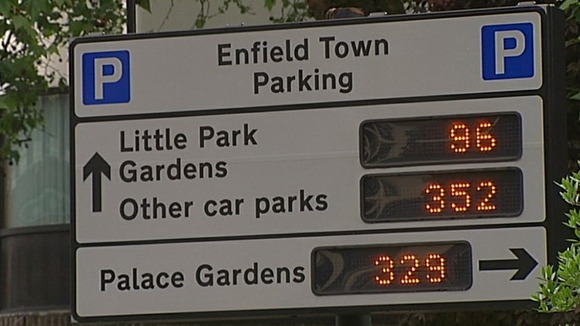 P Enfield Town P
Parking
Little Park 96
Gardens
Other car parks 352
Palace Gardens 329